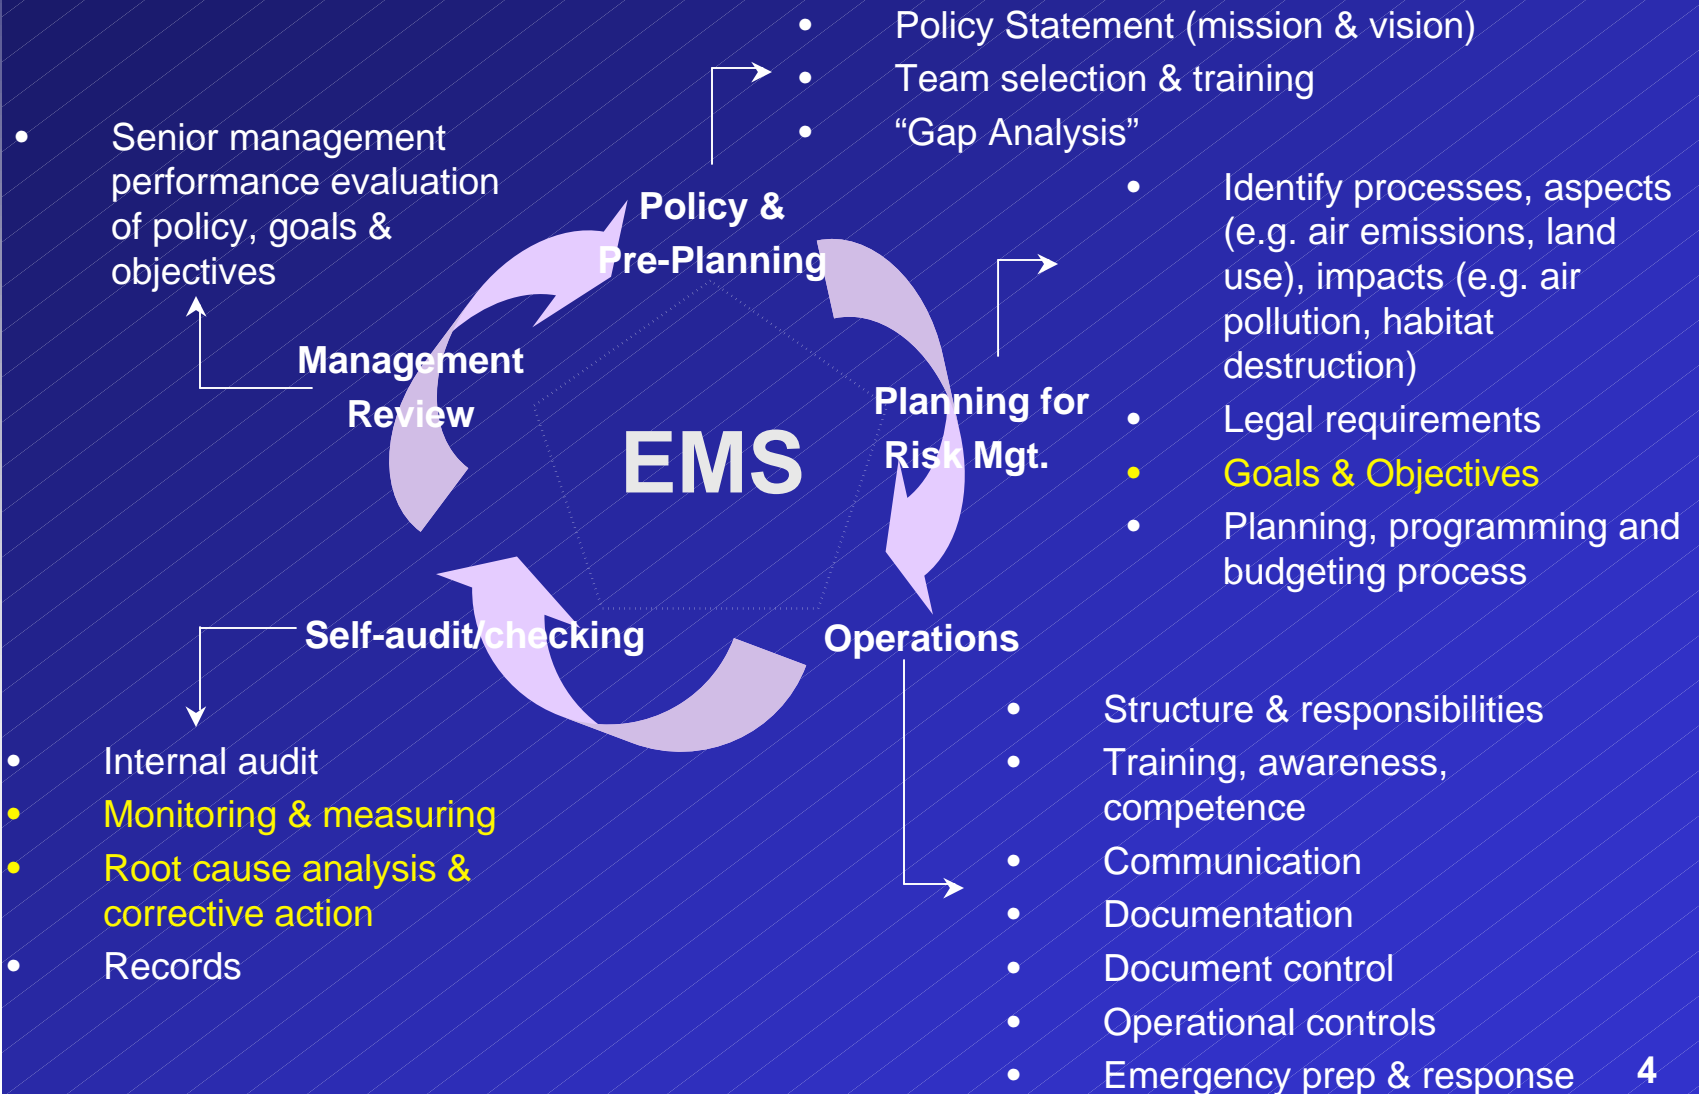 • Policy Statement (mission & vision)
• Team selection & training
• “Gap Analysis”
• Senior management
performance evaluation
of policy, goals &
objectives
• Identify processes, aspects
(e.g. air emissions, land
use), impacts (e.g. air
pollution, habitat
destruction)
• Legal requirements
• Goals & Objectives
• Planning, programming and
budgeting process
Policy &
Pre-Planning
Management
Review
Planning for
Risk Mgt.
EMS
Self-audit/checking
Operations
• Internal audit
• Monitoring & measuring
• Root cause analysis &
corrective action
• Records
• Structure & responsibilities
• Training, awareness,
competence
• Communication
• Documentation
• Document control
• Operational controls
• Emergency prep & response
4